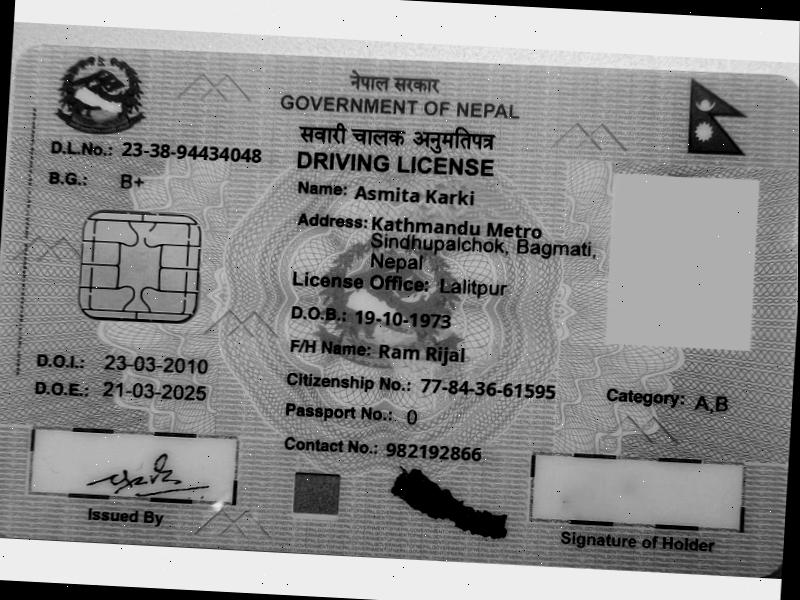 नेपाल सरकार
GOVERNMENT OF NEPAL
सवारी चालक अनुमतिपत्र
DRIVING LICENSE
D.L.No.: 23-38-94434048
B.G.: B+
Name: Asmita Karki
Address: Kathmandu Metro
Sindhupalchok, Bagmati,
Nepal
License Office: Lalitpur
D.O.B.: 19-10-1973
F/H Name: Ram Rijal
D.O.I.: 23-03-2010
D.O.E.: 21-03-2025
Citizenship No.: 77-84-36-61595
Passport No.: 0
Contact No.: 982192866
Category: A,B
Issued By
Signature of Holder